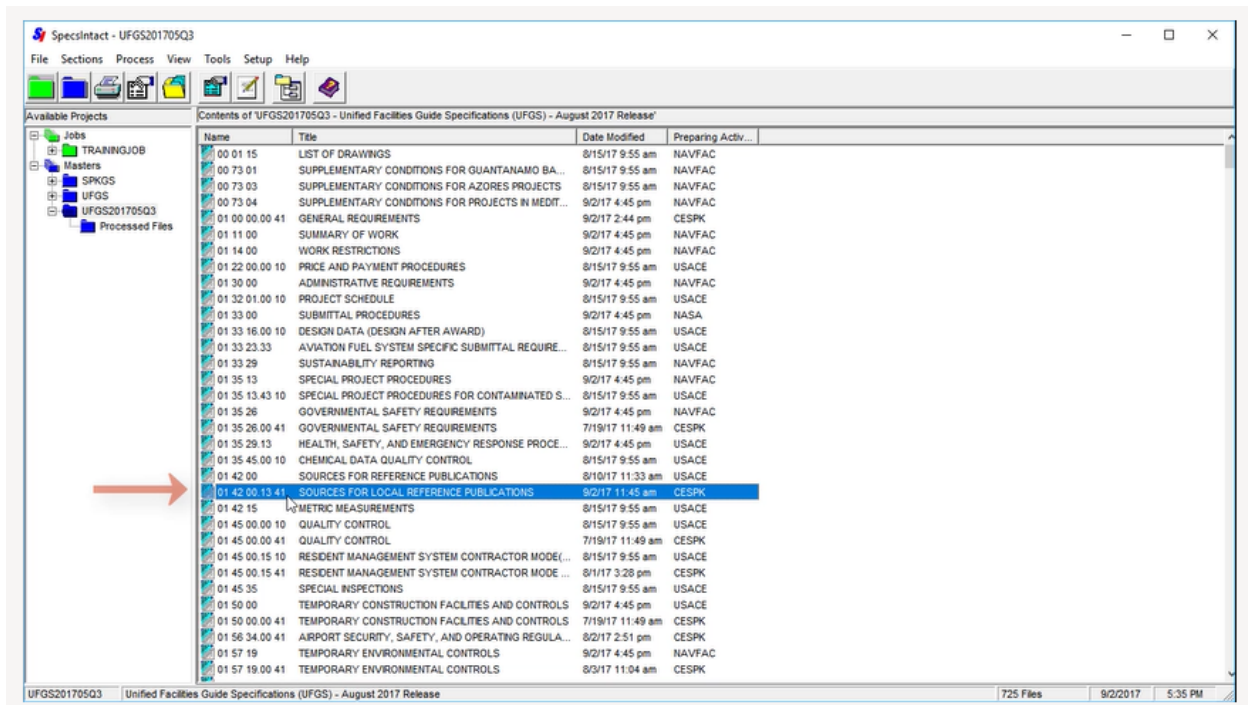 SpecsIntact - UFGS201705Q3
File Sections Process View Tools Setup Help
Available Projects
Contents of 'UFGS201705Q3 - Unified Facilities Guide Specifications (UFGS) - August 2017 Release'
Jobs
TRAININGJOB
Masters
SPKGS
UFGS
UFGS201705Q3
Processed Files
Name Title Date Modified Preparing Activ...
00 01 15 LIST OF DRAWINGS 8/15/17 9:55 am NAVFAC
00 73 01 SUPPLEMENTARY CONDITIONS FOR GUANTANAMO BA... 8/15/17 9:55 am NAVFAC
00 73 03 SUPPLEMENTARY CONDITIONS FOR AZORES PROJECTS 8/15/17 9:55 am NAVFAC
00 73 04 SUPPLEMENTARY CONDITIONS FOR PROJECTS IN MEDIT... 9/2/17 4:45 pm NAVFAC
01 00 00.00 41 GENERAL REQUIREMENTS 9/2/17 2:44 pm CESPK
01 11 00 SUMMARY OF WORK 9/2/17 4:45 pm NAVFAC
01 14 00 WORK RESTRICTIONS 9/2/17 4:45 pm NAVFAC
01 22 00.00 10 PRICE AND PAYMENT PROCEDURES 8/15/17 9:55 am USACE
01 30 00 ADMINISTRATIVE REQUIREMENTS 9/2/17 4:45 pm NAVFAC
01 32 01.00 10 PROJECT SCHEDULE 8/15/17 9:55 am USACE
01 33 00 SUBMITTAL PROCEDURES 9/2/17 4:45 pm NASA
01 33 16.00 10 DESIGN DATA (DESIGN AFTER AWARD) 8/15/17 9:55 am USACE
01 33 23.33 AVIATION FUEL SYSTEM SPECIFIC SUBMITTAL REQUIRE... 8/15/17 9:55 am USACE
01 33 29 SUSTAINABILITY REPORTING 8/15/17 9:55 am NAVFAC
01 35 13 SPECIAL PROJECT PROCEDURES 9/2/17 4:45 pm NAVFAC
01 35 13.43 10 SPECIAL PROJECT PROCEDURES FOR CONTAMINATED S... 8/15/17 9:55 am USACE
01 35 26 GOVERNMENTAL SAFETY REQUIREMENTS 9/2/17 4:45 pm NAVFAC
01 35 26.00 41 GOVERNMENTAL SAFETY REQUIREMENTS 7/19/17 11:49 am CESPK
01 35 29.13 HEALTH, SAFETY, AND EMERGENCY RESPONSE PROCE... 9/2/17 4:45 pm USACE
01 35 45.00 10 CHEMICAL DATA QUALITY CONTROL 8/15/17 9:55 am USACE
01 42 00 SOURCES FOR REFERENCE PUBLICATIONS 8/10/17 11:33 am USACE
01 42 00.13 41 SOURCES FOR LOCAL REFERENCE PUBLICATIONS 9/2/17 11:45 am CESPK
01 42 15 METRIC MEASUREMENTS 8/15/17 9:55 am USACE
01 45 00.00 10 QUALITY CONTROL 8/15/17 9:55 am USACE
01 45 00.00 41 QUALITY CONTROL 7/19/17 11:49 am CESPK
01 45 00.15 10 RESIDENT MANAGEMENT SYSTEM CONTRACTOR MODE(... 8/15/17 9:55 am USACE
01 45 00.15 41 RESIDENT MANAGEMENT SYSTEM CONTRACTOR MODE ... 8/1/17 3:28 pm CESPK
01 45 35 SPECIAL INSPECTIONS 8/15/17 9:55 am USACE
01 50 00 TEMPORARY CONSTRUCTION FACILITIES AND CONTROLS 9/2/17 4:45 pm USACE
01 50 00.00 41 TEMPORARY CONSTRUCTION FACILITIES AND CONTROLS 7/19/17 11:49 am CESPK
01 56 34.00 41 AIRPORT SECURITY, SAFETY, AND OPERATING REGULA... 8/2/17 2:51 pm CESPK
01 57 19 TEMPORARY ENVIRONMENTAL CONTROLS 9/2/17 4:45 pm NAVFAC
01 57 19.00 41 TEMPORARY ENVIRONMENTAL CONTROLS 8/3/17 11:04 am CESPK
UFGS201705Q3 Unified Facilities Guide Specifications (UFGS) - August 2017 Release 725 Files 9/2/2017 5:35 PM